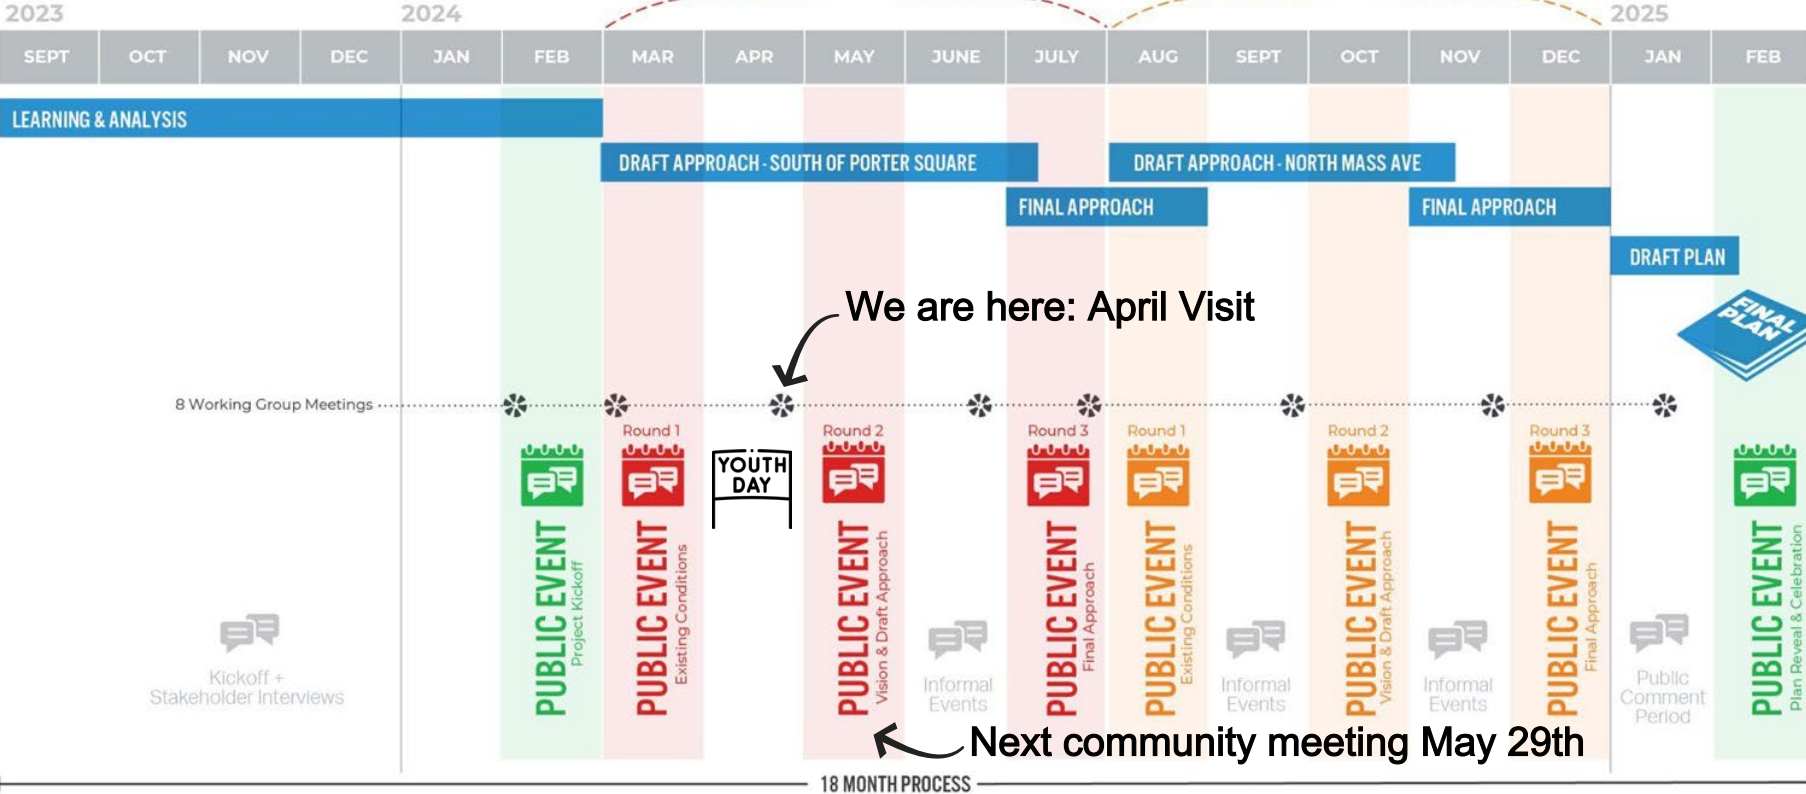 2023
2024
2025
SEPT
OCT
NOV
DEC
JAN
FEB
MAR
APR
MAY
JUNE
JULY
AUG
SEPT
OCT
NOV
DEC
JAN
FEB
LEARNING & ANALYSIS
DRAFT APPROACH - SOUTH OF PORTER SQUARE
DRAFT APPROACH - NORTH MASS AVE
FINAL APPROACH
FINAL APPROACH
DRAFT PLAN
FINAL
PLAN
We are here: April Visit
8 Working Group Meetings
Round 1
Round 2
Round 3
Round 1
Round 2
Round 3
YOUTH
DAY
PUBLIC EVENT
Project Kickoff
PUBLIC EVENT
Existing Conditions
PUBLIC EVENT
Vision & Draft Approach
PUBLIC EVENT
Final Approach
PUBLIC EVENT
Existing Conditions
PUBLIC EVENT
Vision & Draft Approach
PUBLIC EVENT
Final Approach
PUBLIC EVENT
Plan Reveal & Celebration
Kickoff +
Stakeholder Interviews
Informal
Events
Informal
Events
Informal
Events
Public
Comment
Period
Next community meeting May 29th
18 MONTH PROCESS